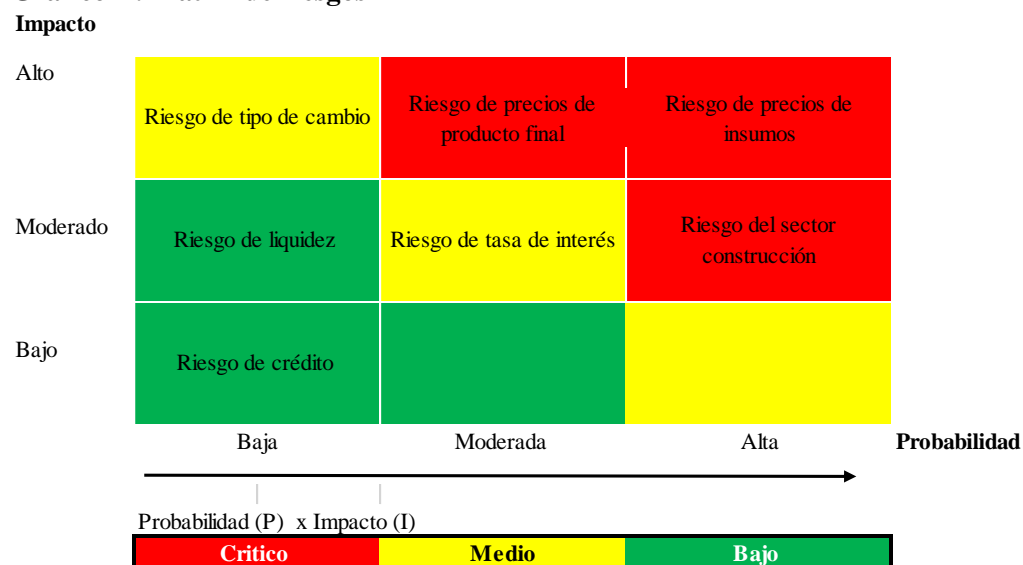 Impacto
Alto
Riesgo de tipo de cambio
Riesgo de precios de
producto final
Riesgo de precios de
insumos
Moderado
Riesgo de liquidez
Riesgo de tasa de interés
Riesgo del sector
construcción
Bajo
Riesgo de crédito
Baja
Moderada
Alta
Probabilidad
Probabilidad (P) x Impacto (I)
Critico
Medio
Bajo